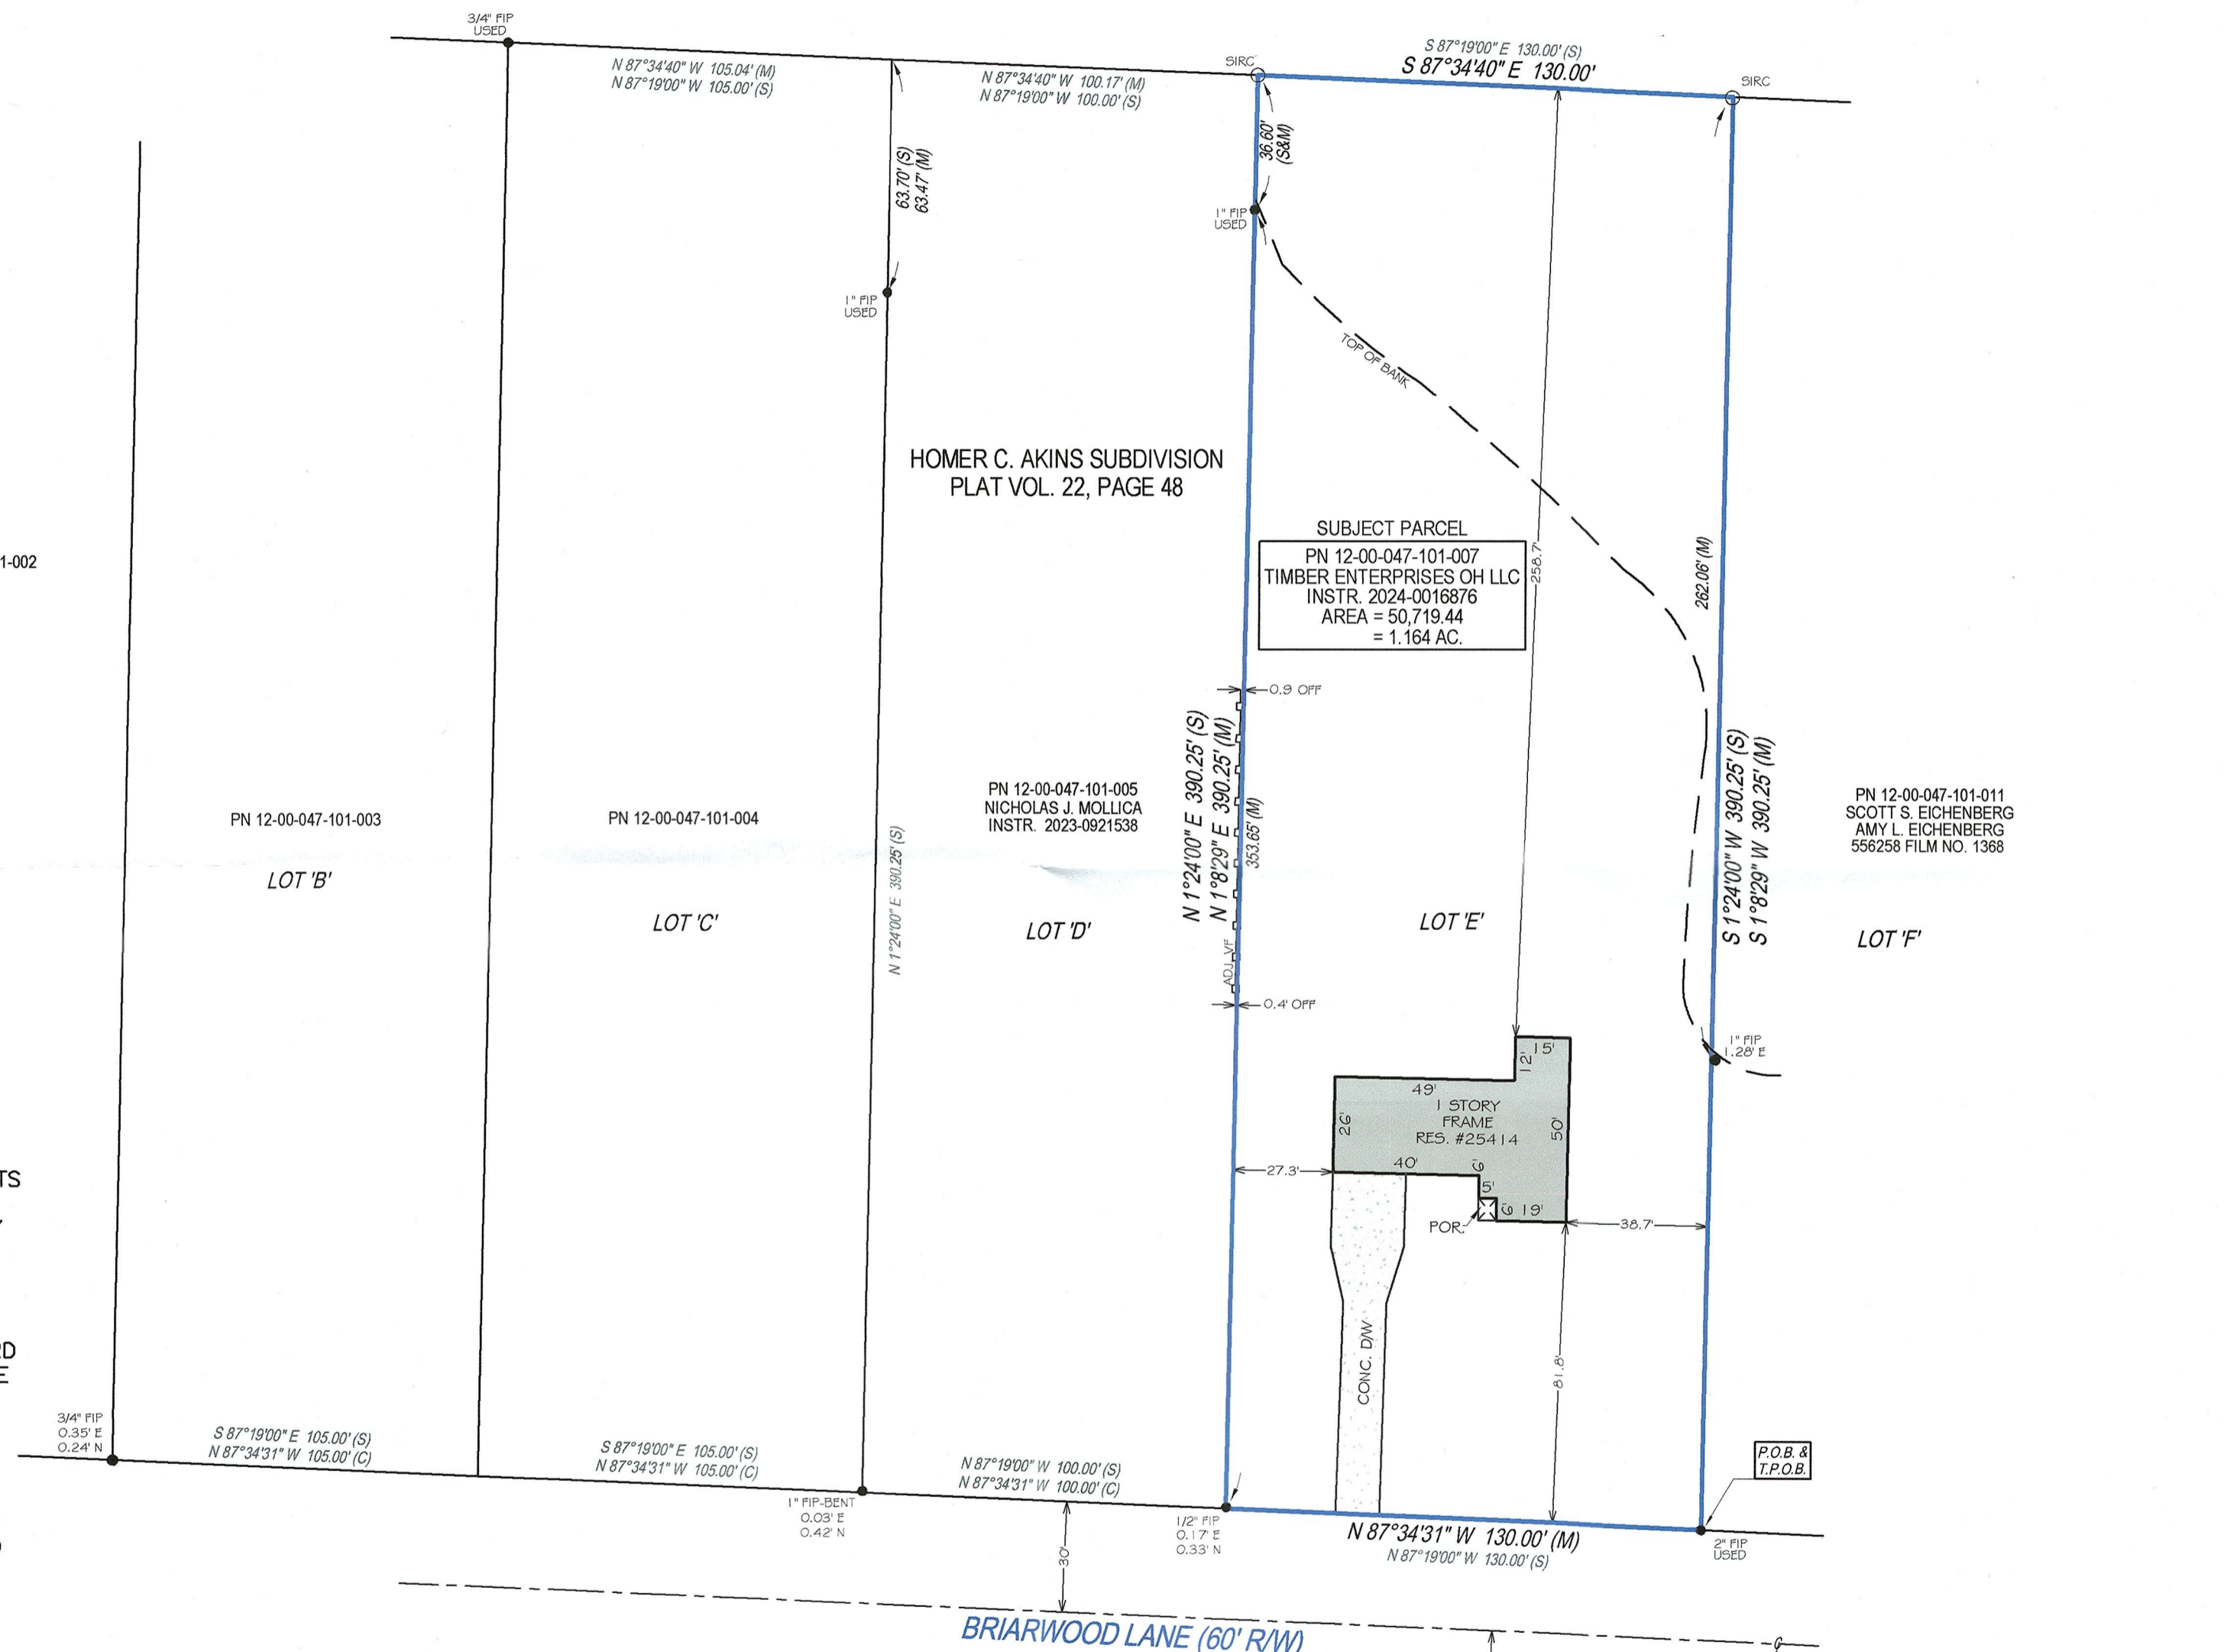 3/4" FIP
USED
N 87°34'40" W 105.04' (M)
N 87°19'00" W 105.00' (S)
N 87°34'40" W 100.17' (M)
N 87°19'00" W 100.00' (S)
SIRC
S 87°19'00" E 130.00' (S)
S 87°34'40" E 130.00'
SIRC
63.70' (S)
63.47' (M)
36.60'
(S&M)
1" FIP
USED
1" FIP
USED
TOP OF BANK
HOMER C. AKINS SUBDIVISION
PLAT VOL. 22, PAGE 48
SUBJECT PARCEL
PN 12-00-047-101-007
TIMBER ENTERPRISES OH LLC
INSTR. 2024-0016876
AREA = 50,719.44
= 1.164 AC.
258.7'
262.06' (M)
1-002
0.9 OFF
N 1°24'00" E 390.25' (S)
N 1°8'29" E 390.25' (M)
353.65' (M)
S 1°24'00" W 390.25' (S)
S 1°8'29" W 390.25' (M)
PN 12-00-047-101-003
LOT 'B'
PN 12-00-047-101-004
LOT 'C'
N 1°24'00" E 390.25' (S)
PN 12-00-047-101-005
NICHOLAS J. MOLLICA
INSTR. 2023-0921538
LOT 'D'
LOT 'E'
PN 12-00-047-101-011
SCOTT S. EICHENBERG
AMY L. EICHENBERG
556258 FILM NO. 1368
LOT 'F'
ADJ. VF
0.4' OFF
1" FIP
1.28' E
15'
12'
49'
26'
1 STORY
FRAME
RES. #25414
50'
40'
6'
5'
6'
19'
POR.
27.3'
38.7'
81.8'
CONC. D/W
TS
RD
E
3/4" FIP
0.35' E
0.24' N
S 87°19'00" E 105.00' (S)
N 87°34'31" W 105.00' (C)
S 87°19'00" E 105.00' (S)
N 87°34'31" W 105.00' (C)
N 87°19'00" W 100.00' (S)
N 87°34'31" W 100.00' (C)
1" FIP-BENT
0.03' E
0.42' N
1/2" FIP
0.17' E
0.33' N
P.O.B. &
T.P.O.B.
N 87°34'31" W 130.00' (M)
N 87°19'00" W 130.00' (S)
2" FIP
USED
30'
BRIARWOOD LANE (60' R/W)